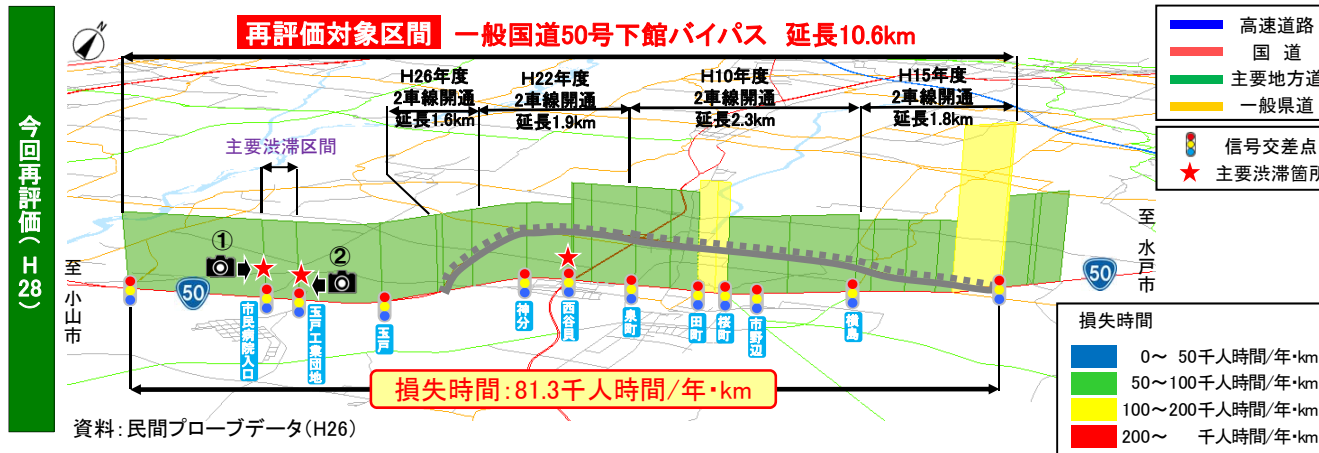 再評価対象区間 一般国道50号下館バイパス 延長10.6km
H26年度
2車線開通
延長1.6km
H22年度
2車線開通
延長1.9km
H10年度
2車線開通
延長2.3km
H15年度
2車線開通
延長1.8km
高速道路
国 道
主要地方道
一般県道
信号交差点
主要渋滞箇所
今回再評価(H28)
主要渋滞区間
①
②
至 小山市
至 水戸市
50
50
市民病院入口
玉戸工業団地
玉戸
神分
西谷貝
泉町
田町
桜町
市野辺
横島
損失時間:81.3千人時間/年・km
損失時間
0~ 50千人時間/年・km
50~100千人時間/年・km
100~200千人時間/年・km
200~ 千人時間/年・km
資料:民間プローブデータ(H26)